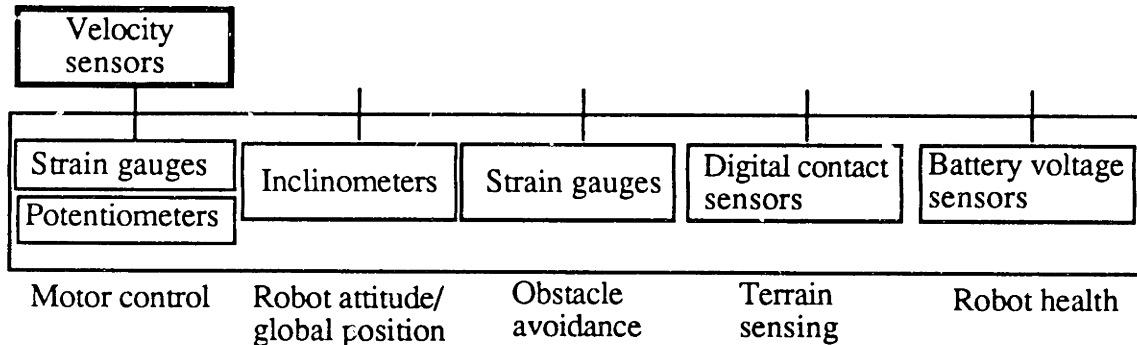 Velocity
sensors
Strain gauges
Potentiometers
Inclinometers
Strain gauges
Digital contact
sensors
Battery voltage
sensors
Motor control
Robot attitude/
global position
Obstacle
avoidance
Terrain
sensing
Robot health